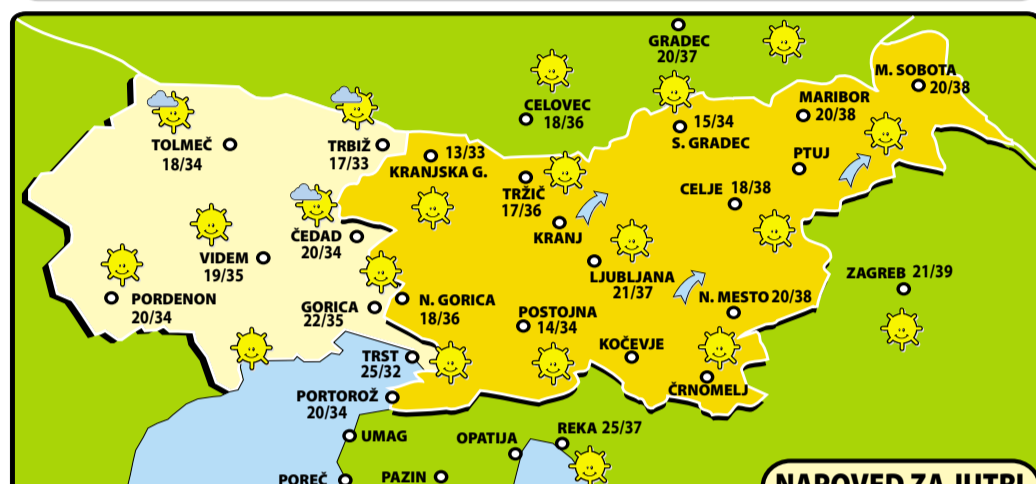 GRADEC
20/37
M. SOBOTA
20/38
CELOVEC
18/36
MARIBOR
20/38
15/34
S. GRADEC
TOLMEČ
18/34
TRBIŽ
17/33
13/33
KRANJSKA G.
PTUJ
TRŽIČ
17/36
CELJE 18/38
KRANJ
ČEDAD
20/34
VIDEM
19/35
LJUBLJANA
21/37
ZAGREB 21/39
PORDENON
20/34
GORICA
22/35
N. GORICA
18/36
POSTOJNA
14/34
N. MESTO 20/38
KOČEVJE
TRST
25/32
ČRNOMELJ
PORTOROŽ
20/34
UMAG
OPATIJA
REKA 25/37
POREČ
PAZIN
NAPOVED ZA JUTRI